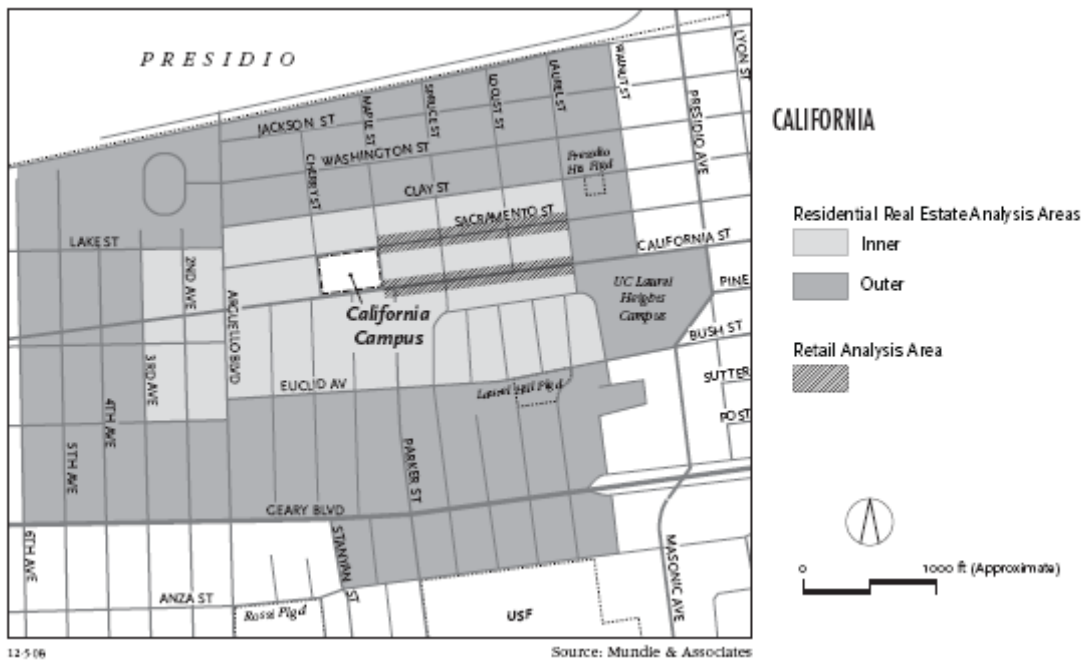 PRESIDIO
JACKSON ST
MAPLE ST
SPRUCE ST
LOCUST ST
LAUREL ST
WALNUT ST
PRESIDIO AVE
LYON ST
CHERRY ST
WASHINGTON ST
Presidio
Hts Plgd
CLAY ST
SACRAMENTO ST
LAKE ST
CALIFORNIA ST
2ND AVE
ARGUELLO BLVD
California
Campus
UC Laurel
Heights
Campus
PINE
BUSH ST
3RD AVE
EUCLID AV
Laurel Hill Plgd
SUTTER
POST
4TH AVE
5TH AVE
PARKER ST
GEARY BLVD
6TH AVE
STANYAN ST
MASONIC AVE
ANZA ST
Rossi Plgd
USF
CALIFORNIA
Residential Real Estate Analysis Areas
Inner
Outer
Retail Analysis Area
0
1000 ft (Approximate)
12·5·08
Source: Mundie & Associates